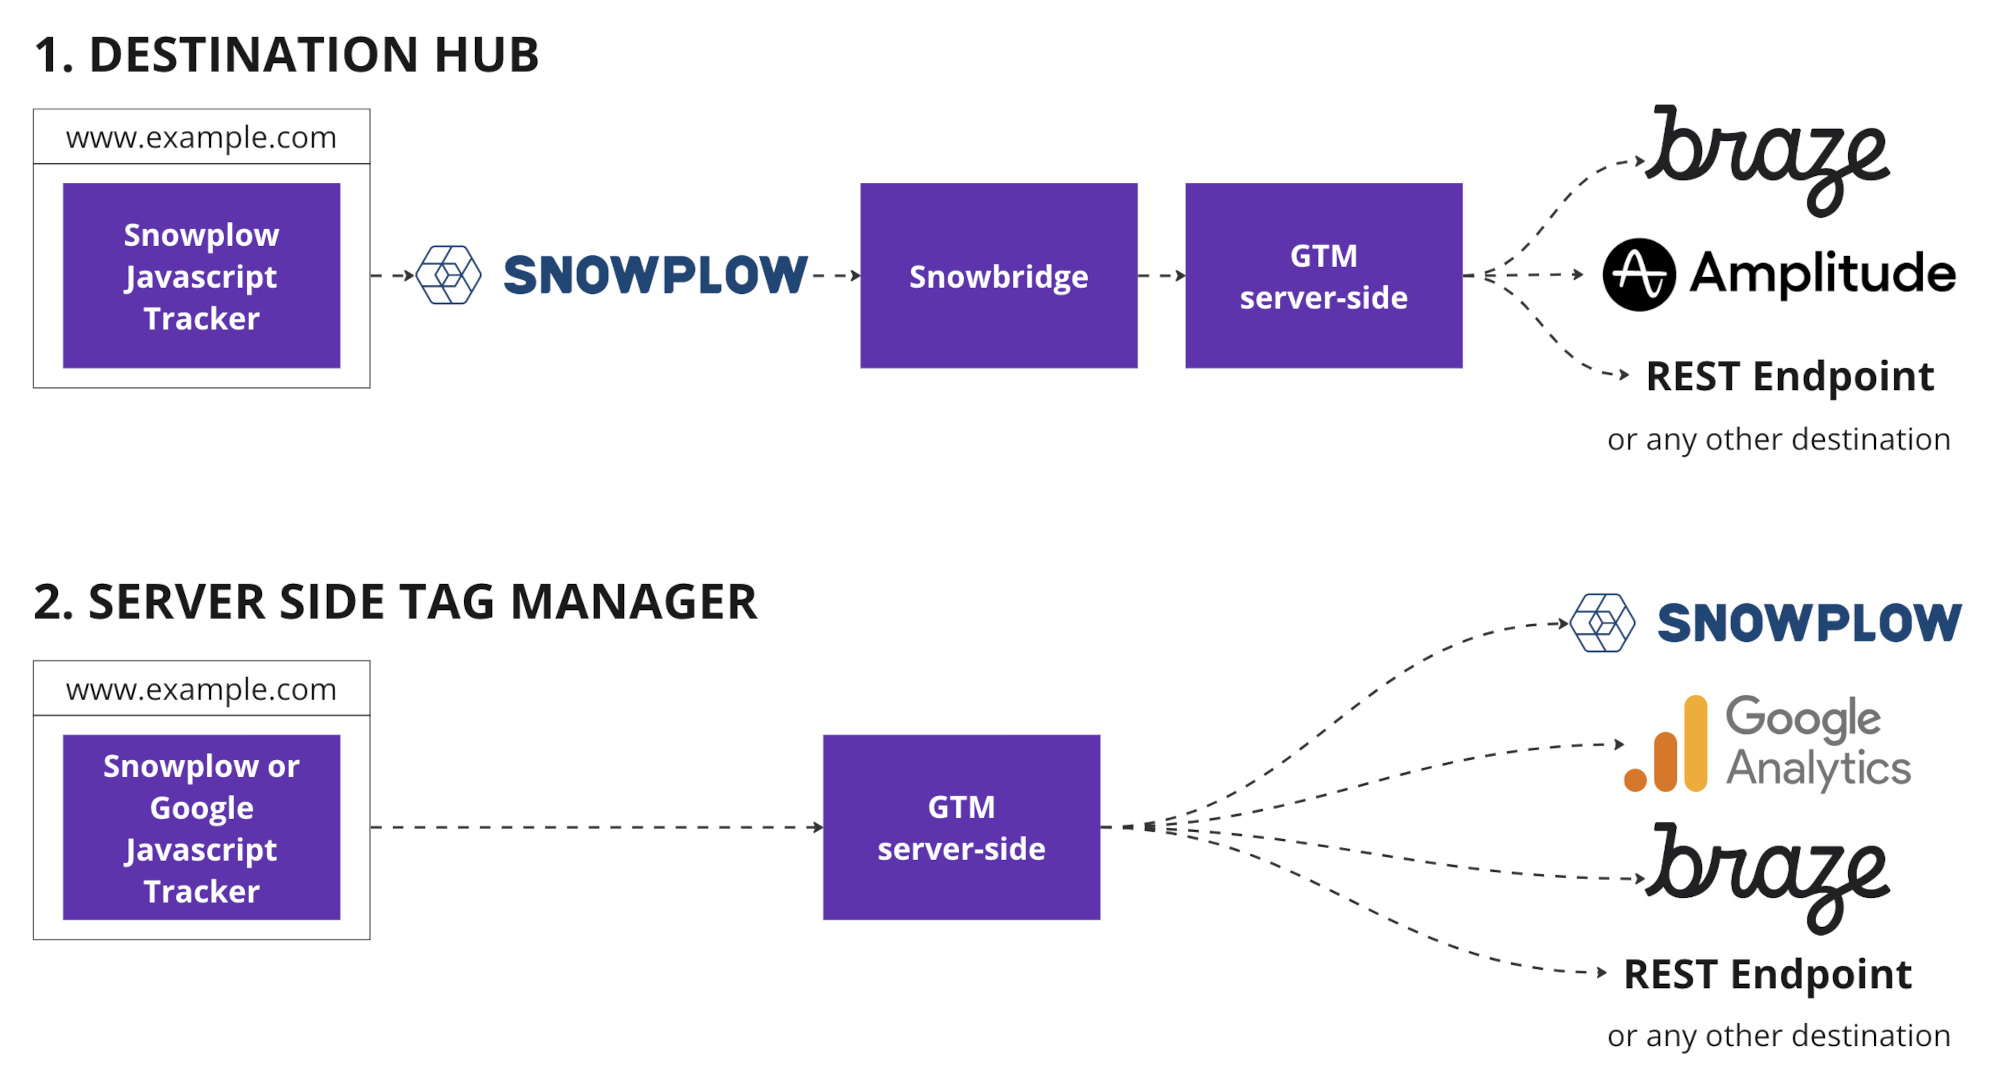 1. DESTINATION HUB
www.example.com
Snowplow
Javascript
Tracker
SNOWPLOW
Snowbridge
GTM
server-side
braze
Amplitude
REST Endpoint
or any other destination
2. SERVER SIDE TAG MANAGER
www.example.com
Snowplow or
Google
Javascript
Tracker
GTM
server-side
SNOWPLOW
Google
Analytics
braze
REST Endpoint
or any other destination